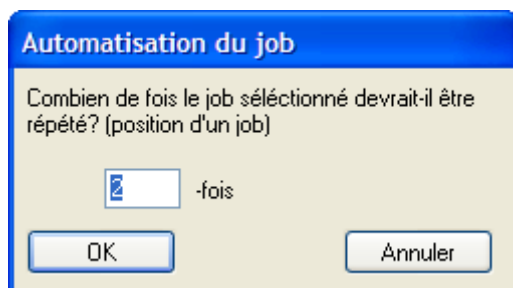 Automatisation du job
Combien de fois le job séléctionné devrait-il être
répété? (position d'un job)
2 -fois
OK Annuler